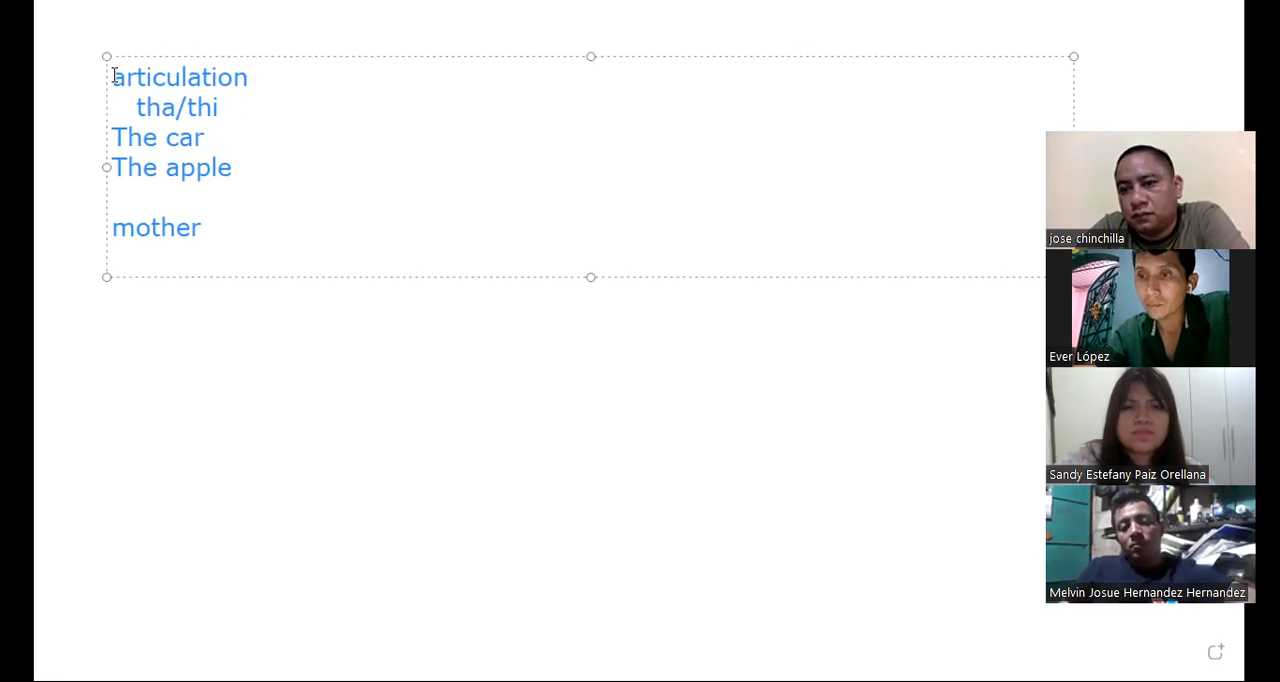 articulation
tha/thi
The car
The apple
mother
jose chinchilla
Ever López
Sandy Estefany Paiz Orellana
Melvin Josue Hernandez Hernandez